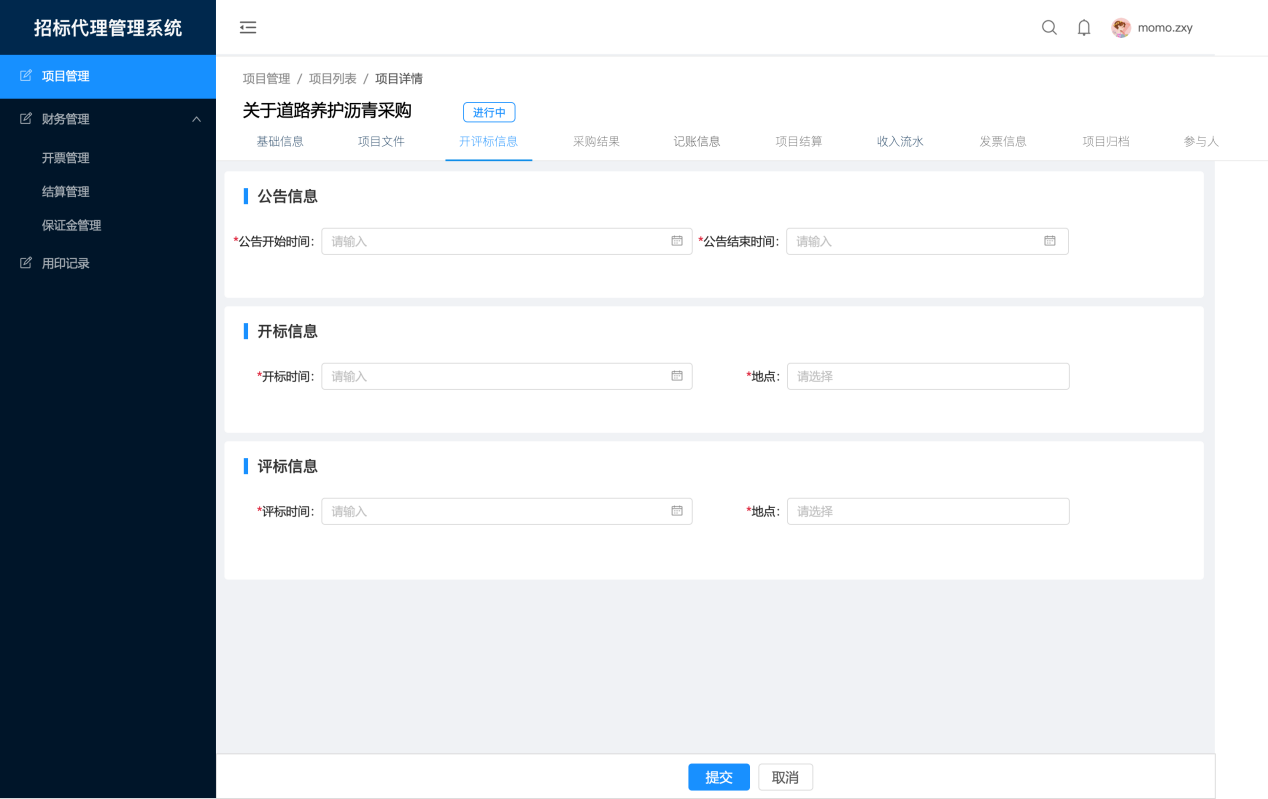 招标代理管理系统
momo.zxy
项目管理
财务管理
开票管理
结算管理
保证金管理
用印记录
项目管理 / 项目列表 / 项目详情
关于道路养护沥青采购 进行中
基础信息 项目文件 开评标信息 采购结果 记账信息 项目结算 收入流水 发票信息 项目归档 参与人
公告信息
*公告开始时间: 请输入 *公告结束时间: 请输入
开标信息
*开标时间: 请输入 *地点: 请选择
评标信息
*评标时间: 请输入 *地点: 请选择
提交 取消